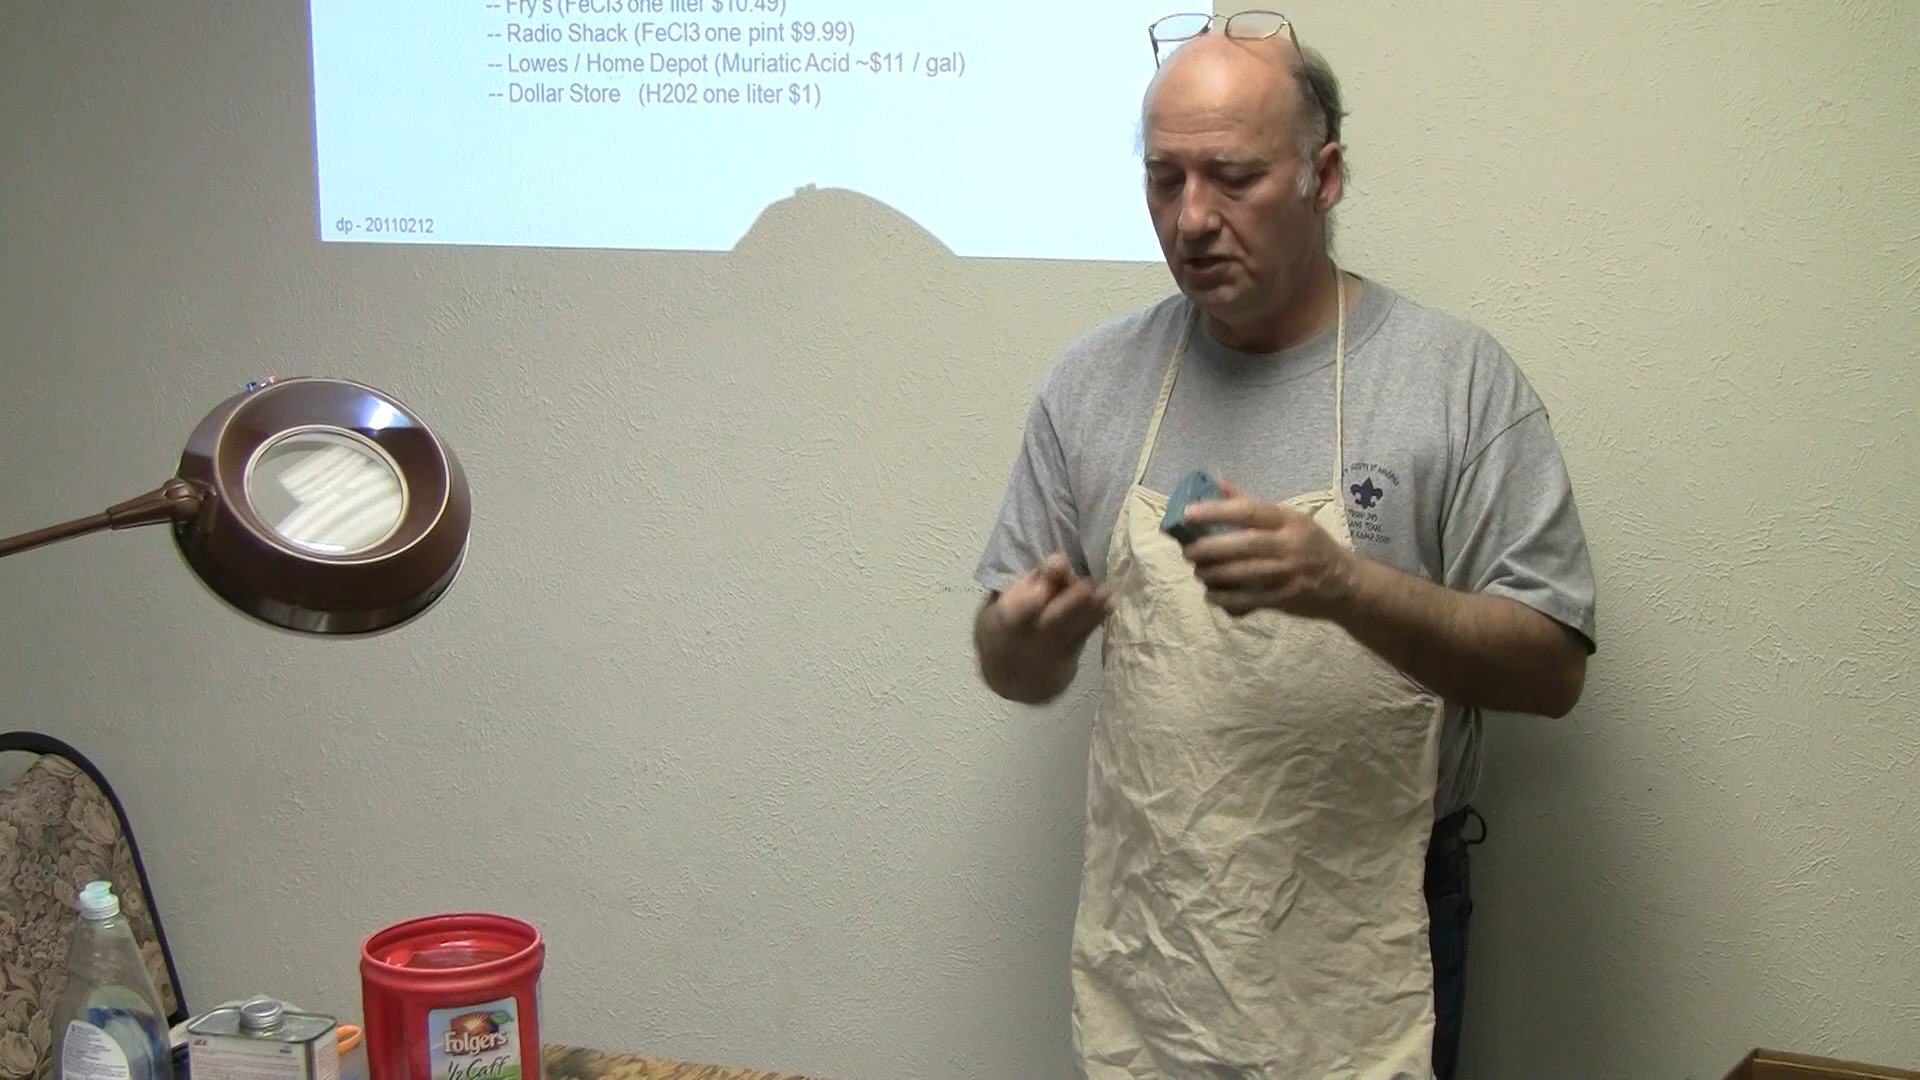 -- Fry's (FeCl3 one liter $10.49)
-- Radio Shack (FeCl3 one pint $9.99)
-- Lowes / Home Depot (Muriatic Acid ~$11 / gal)
-- Dollar Store (H202 one liter $1)
dp - 20110212
Folgers
1/2 Caff